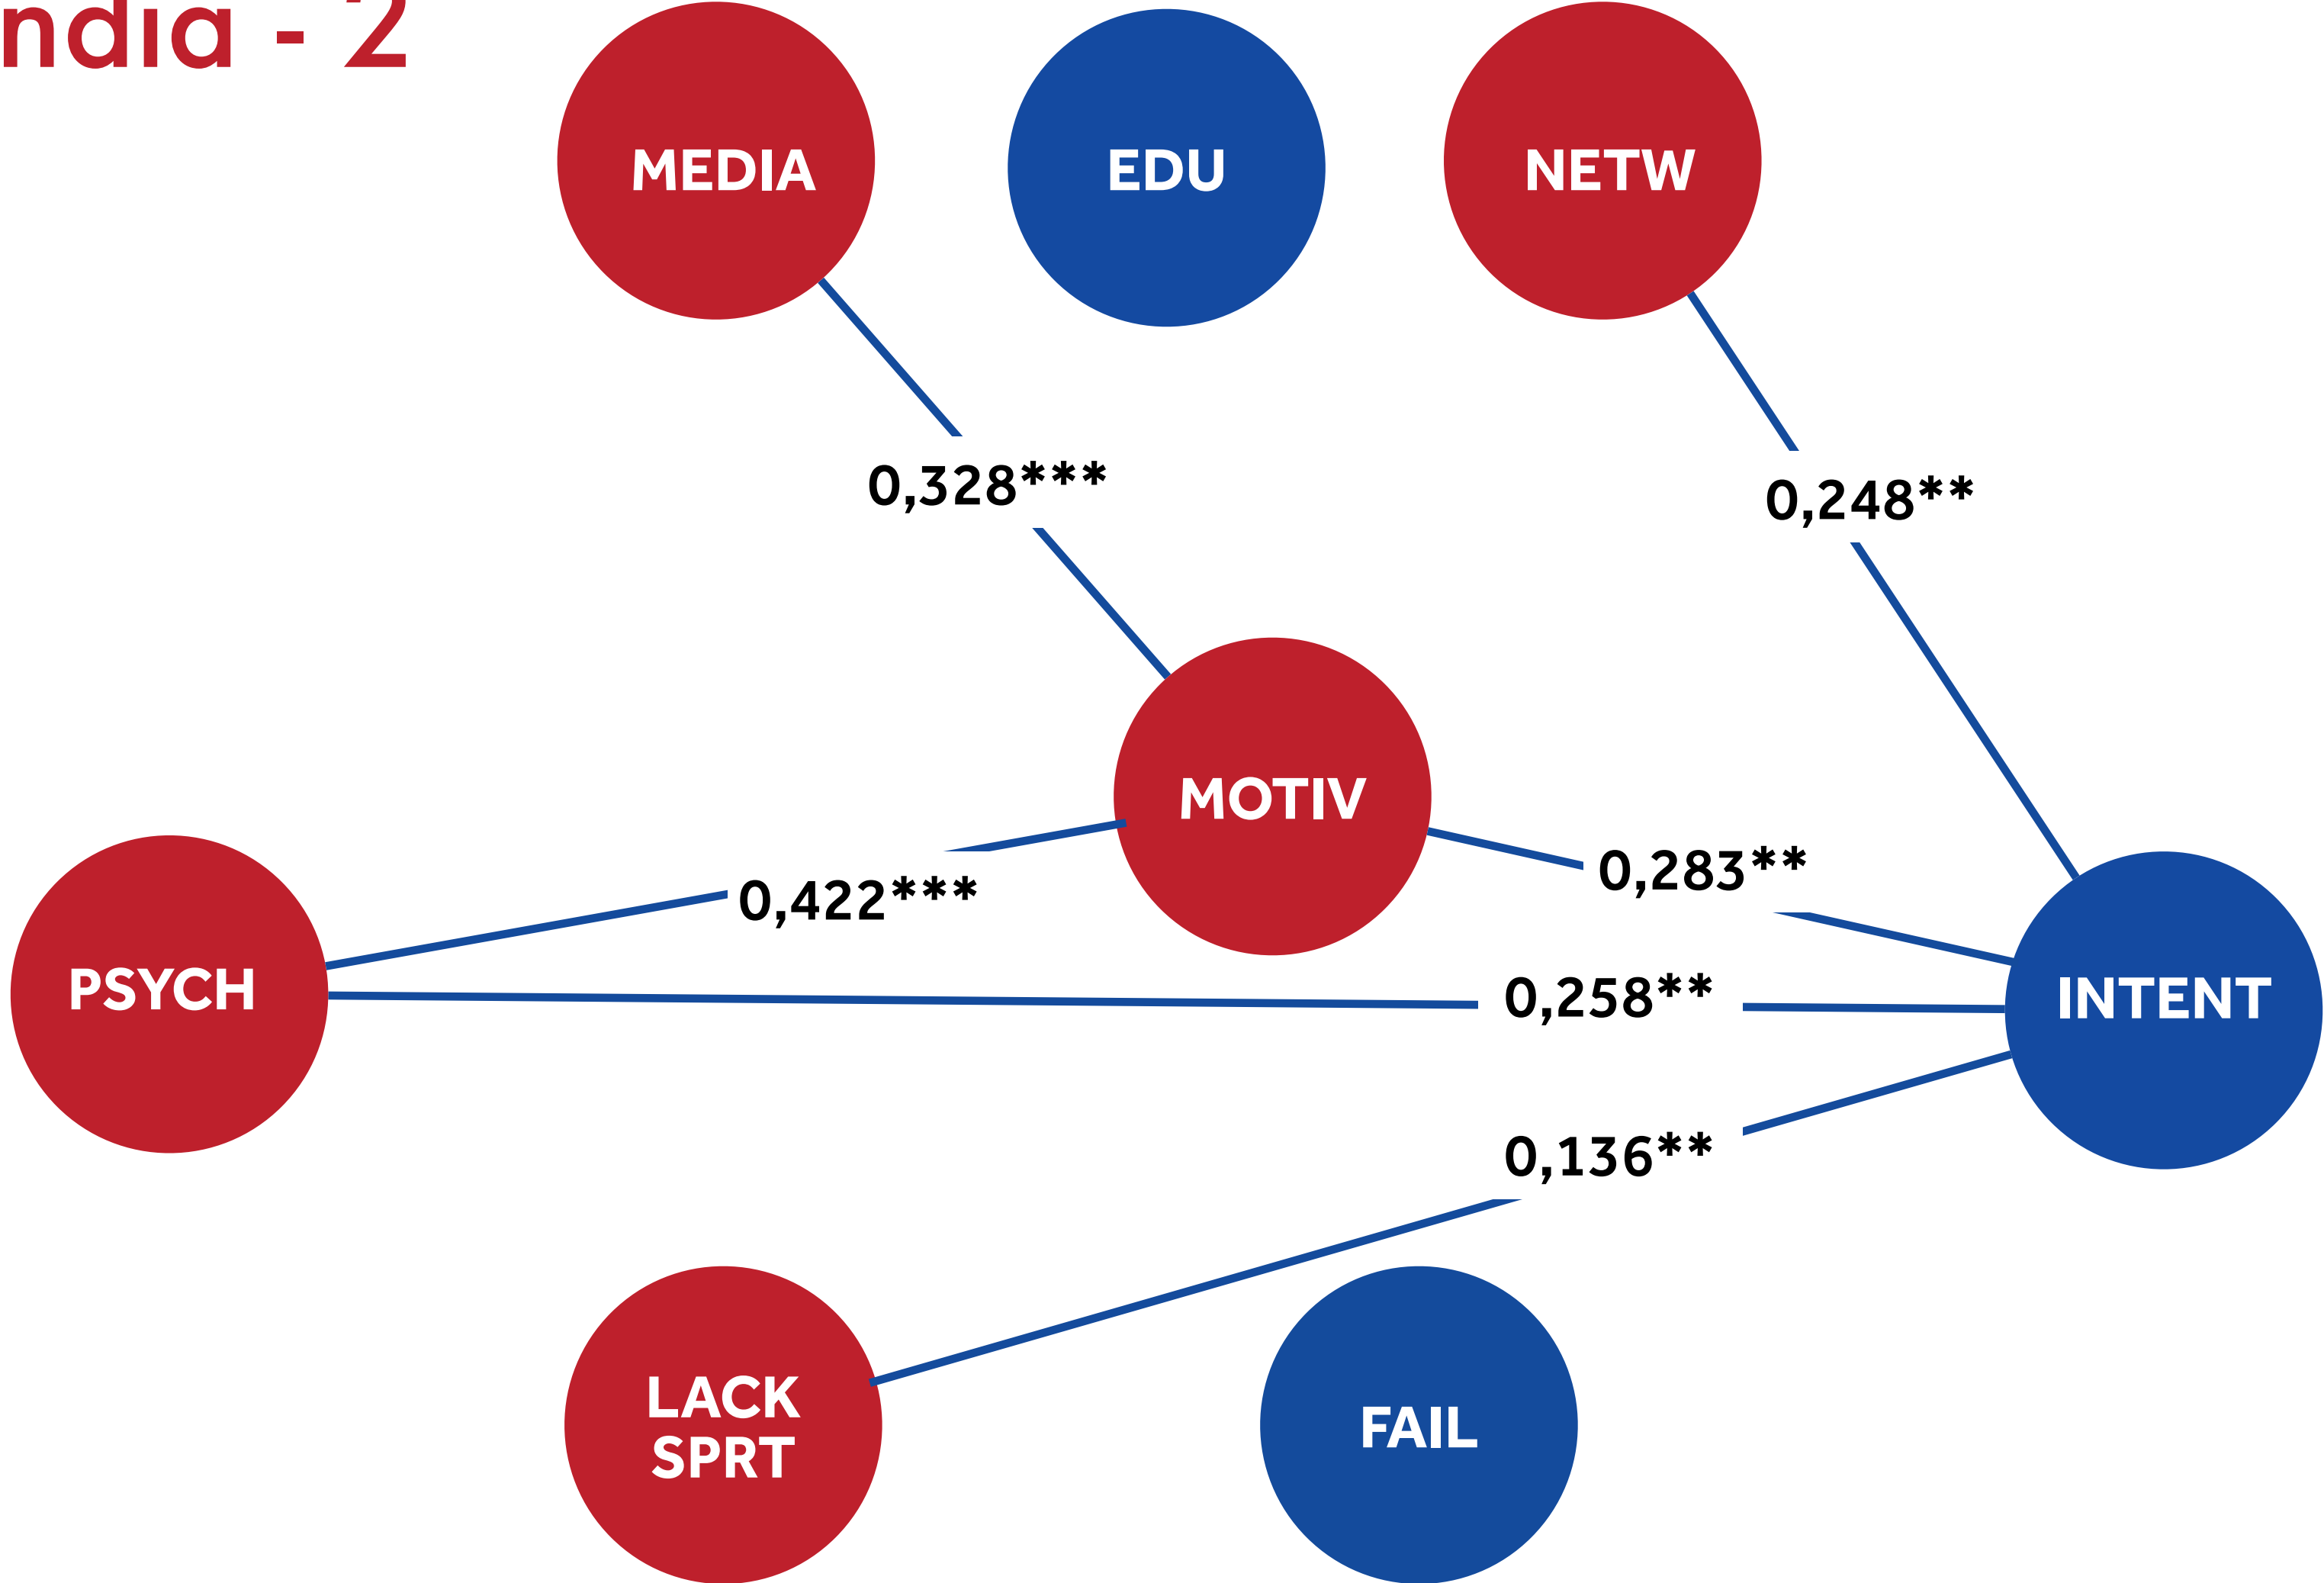 ndia - 2
MEDIA
EDU
NETW
0,328***
0,248**
MOTIV
0,283**
0,422***
PSYCH
0,258**
INTENT
0,136**
LACK
SPRT
FAIL